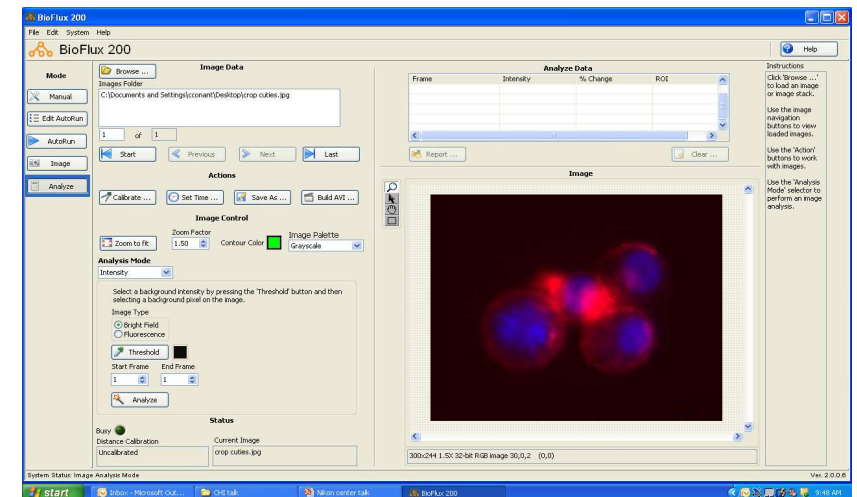 BioFlux 200
File Edit System Help
BioFlux 200
Help
Mode
Manual
Edit AutoRun
AutoRun
Image
Analyze
Image Data
Browse ...
Images Folder
C:\Documents and Settings\cconant\Desktop\crop cuties.jpg
1 of 1
Start Previous Next Last
Actions
Calibrate ... Set Time ... Save As ... Build AVI ...
Image Control
Zoom to fit
Zoom Factor
1.50
Contour Color
Image Palette
Grayscale
Analysis Mode
Intensity
Select a background intensity by pressing the 'Threshold' button and then
selecting a background pixel on the image.
Image Type
Bright Field
Fluorescence
Threshold
Start Frame End Frame
1 1
Analyze
Status
Busy
Distance Calibration Current Image
Uncalibrated crop cuties.jpg
Analyze Data
Frame Intensity % Change ROI
Report ... Clear ...
Image
300x244 1.5X 32-bit RGB image 30,0,2 (0,0)
Instructions
Click 'Browse ...'
to load an image
or image stack.
Use the image
navigation
buttons to view
loaded images.
Use the 'Action'
buttons to work
with images.
Use the 'Analysis
Mode' selector to
perform an image
analysis.
System Status: Image Analysis Mode
Ver. 2.0.0.6
start
Inbox - Microsoft Out...
CHI talk
Nikon center talk
BioFlux 200
9:48 AM